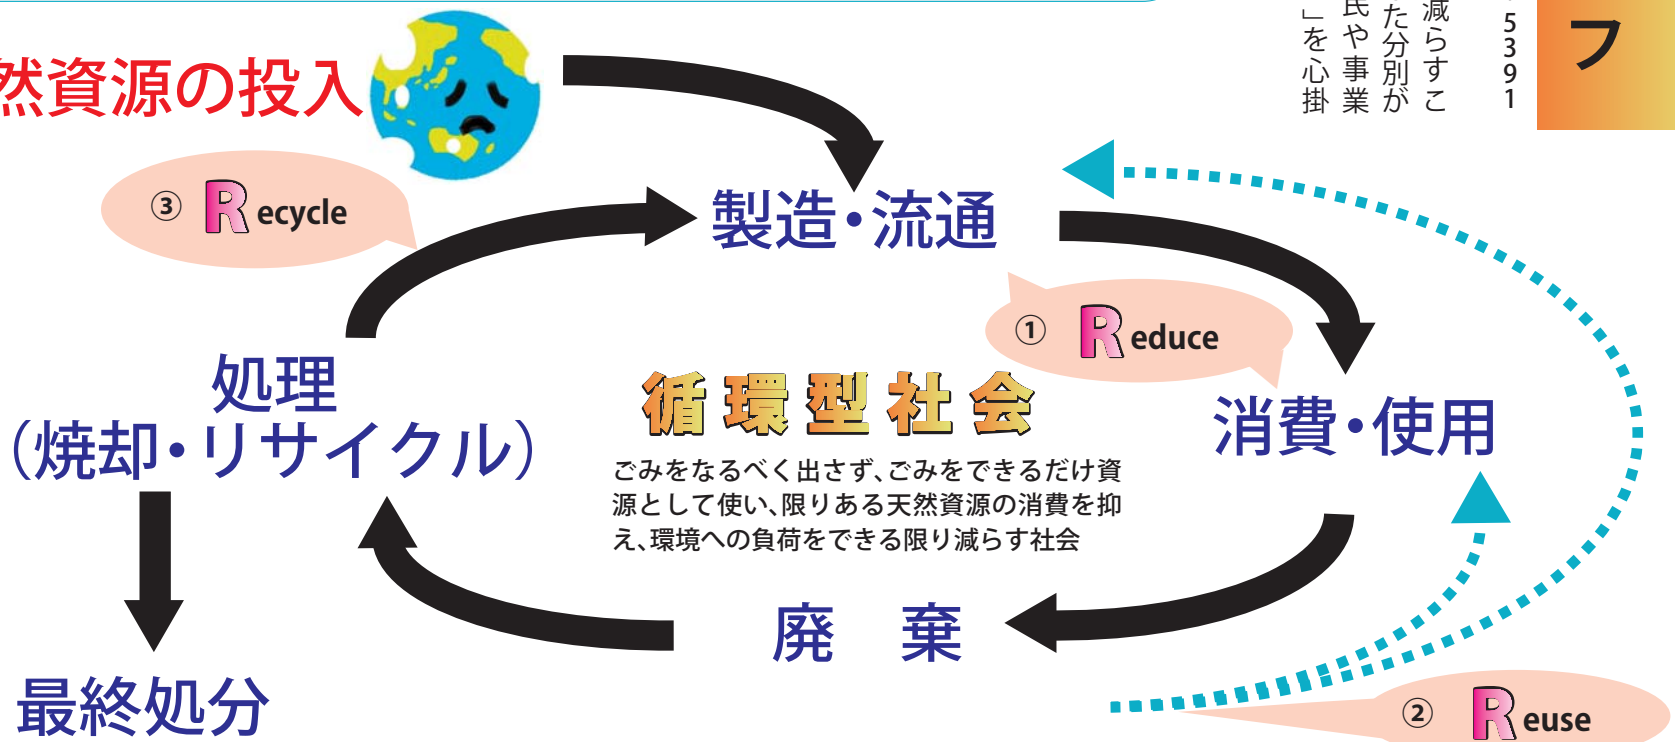 フ
5391
減らすこ
た分別が
民や事業
」を心掛
然資源の投入
③ Recycle
製造・流通
① Reduce
処理
（焼却・リサイクル）
循環型社会
ごみをなるべく出さず、ごみをできるだけ資
源として使い、限りある天然資源の消費を抑
え、環境への負荷をできる限り減らす社会
消費・使用
廃　棄
最終処分
② Reuse